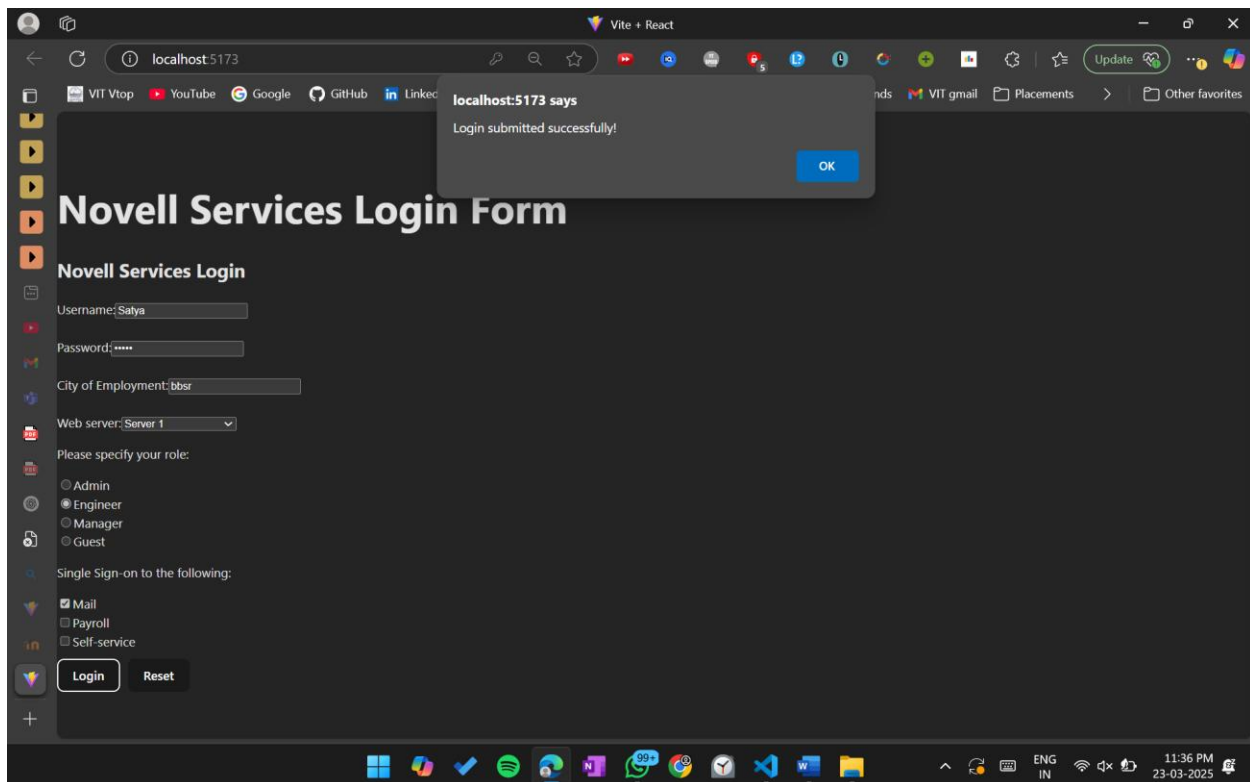 Vite + React
localhost:5173
5
Update
VIT Vtop YouTube Google GitHub Linked
nds VIT gmail Placements Other favorites
localhost:5173 says
Login submitted successfully!
OK
Novell Services Login Form
Novell Services Login
Username: Satya
Password: •••••
City of Employment: bbsr
Web server: Server 1
Please specify your role:
Admin
Engineer
Manager
Guest
Single Sign-on to the following:
Mail
Payroll
Self-service
Login Reset
99+
ENG
IN
11:36 PM
23-03-2025